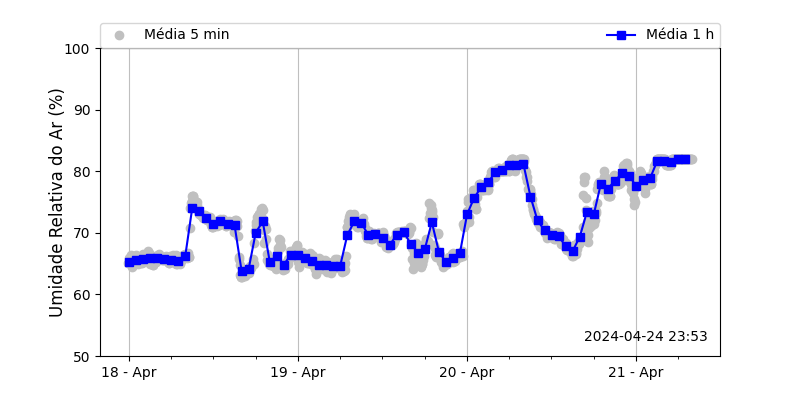 Média 5 min
Média 1 h
100
90
80
70
60
50
Umidade Relativa do Ar (%)
2024-04-24 23:53
18 - Apr
19 - Apr
20 - Apr
21 - Apr